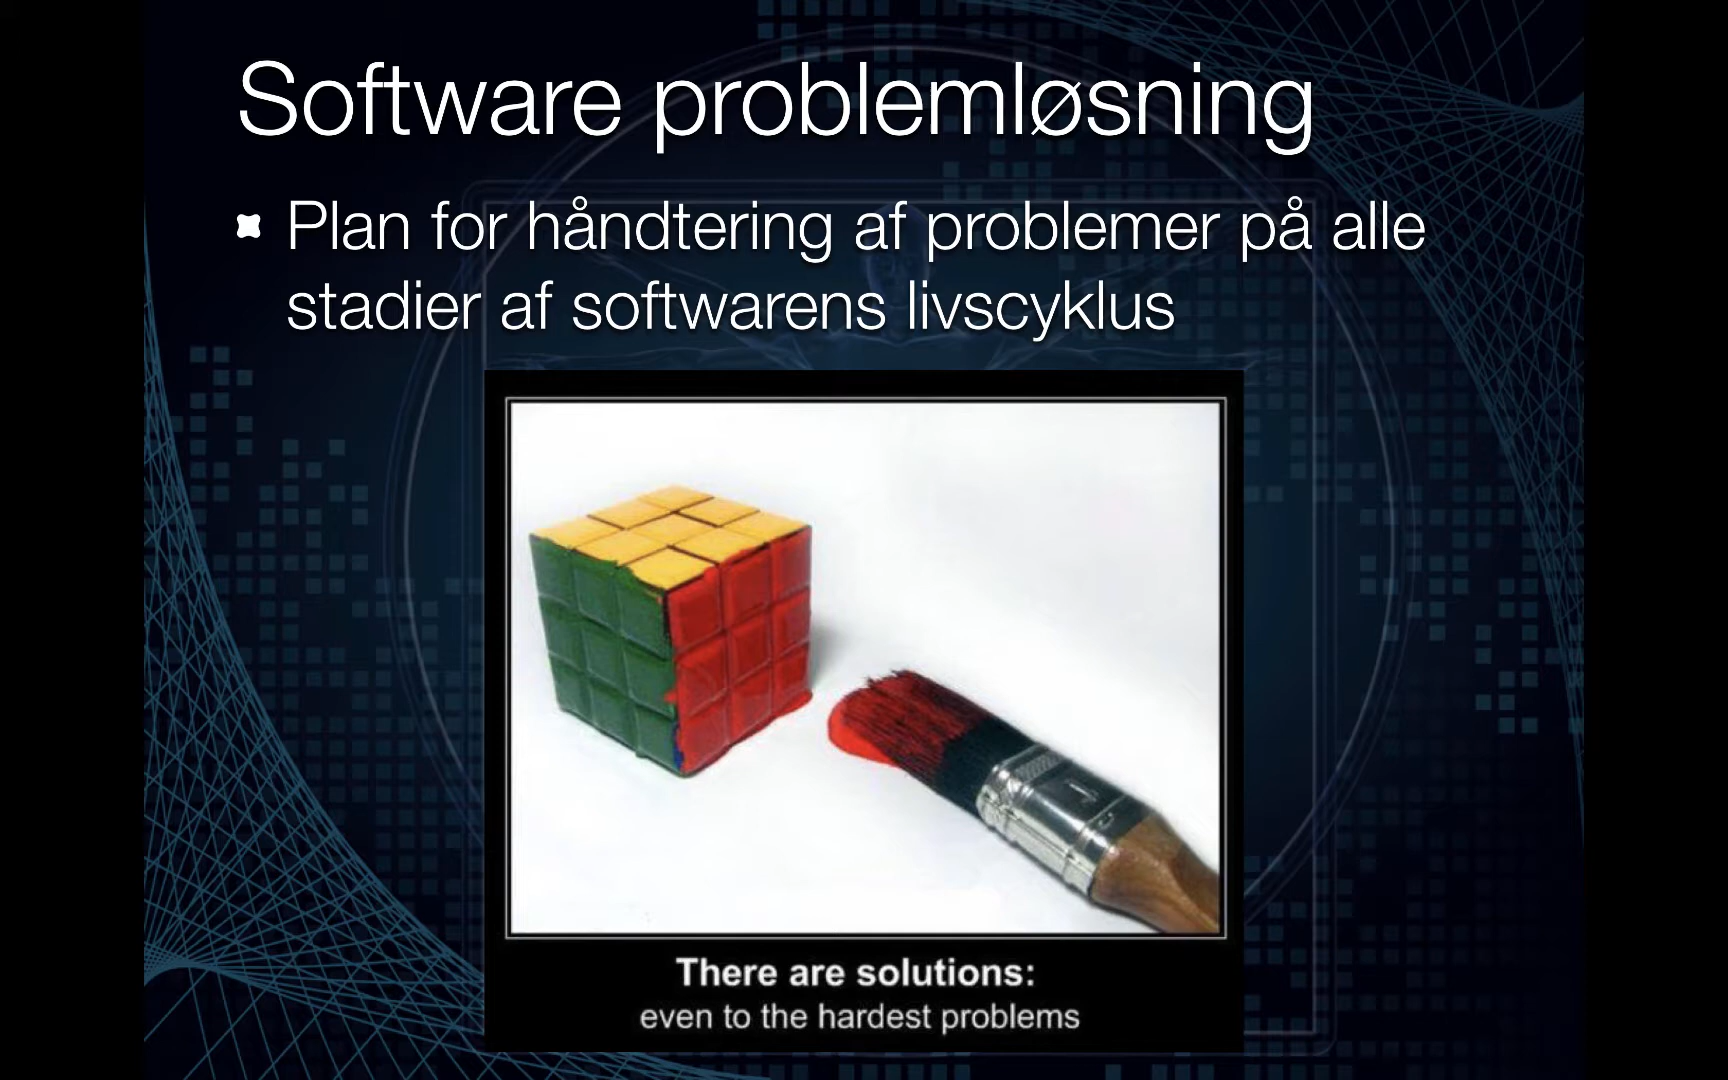 Software problemløsning
Plan for håndtering af problemer på alle
stadier af softwarens livscyklus
There are solutions:
even to the hardest problems